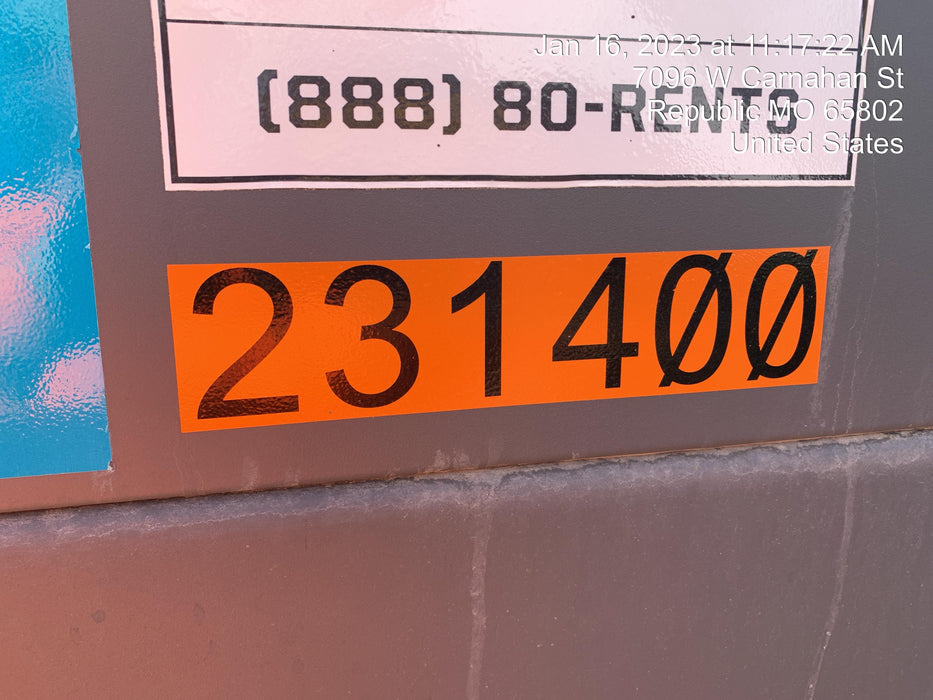 Jan 16, 2023 at 11:17:22 AM
7096 W Carnahan St
Republic MO 65802
United States
(888) 80-RENTS
231400